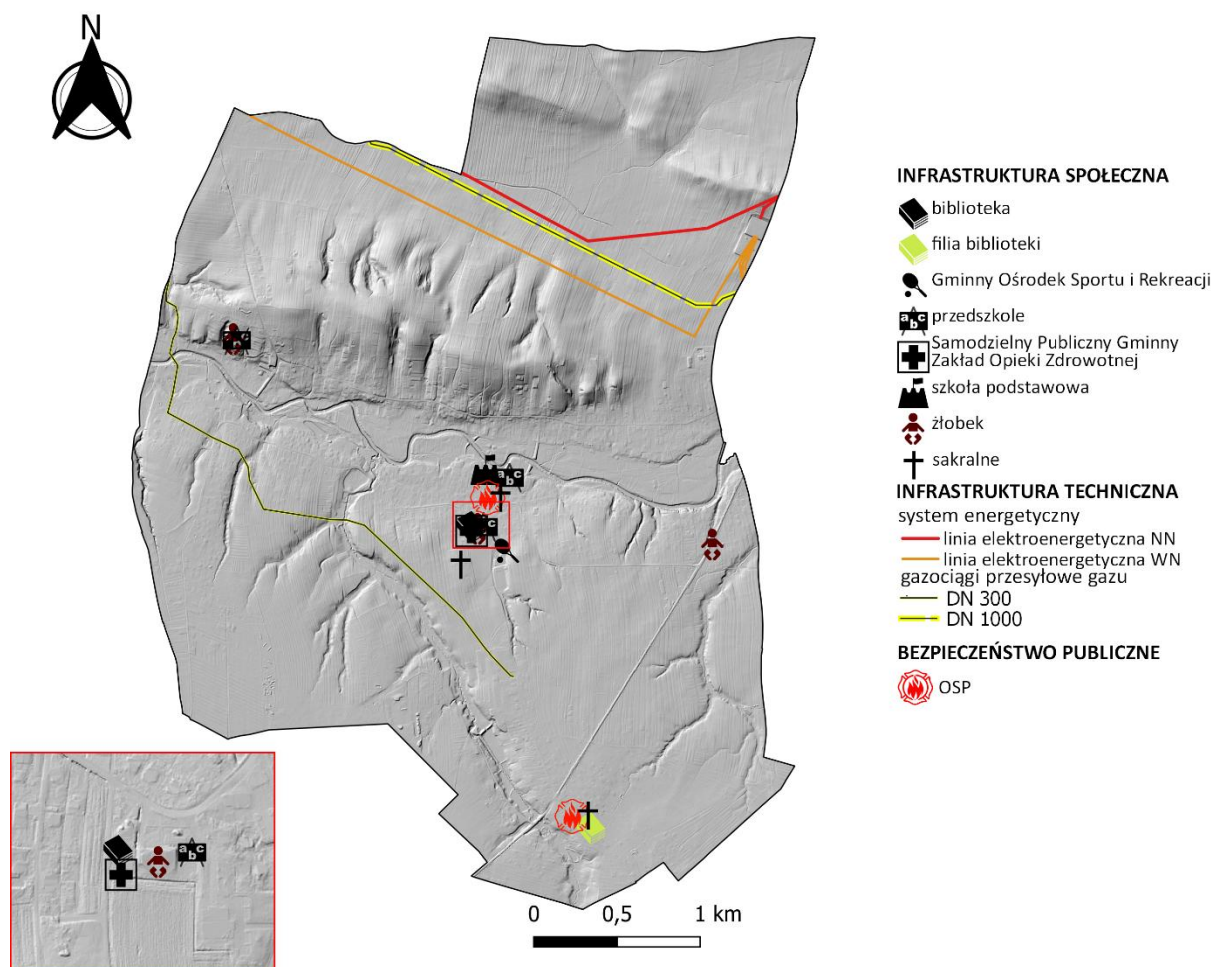 N
INFRASTRUKTURA SPOŁECZNA
biblioteka
filia biblioteki
Gminny Ośrodek Sportu i Rekreacji
przedszkole
Samodzielny Publiczny Gminny
Zakład Opieki Zdrowotnej
szkoła podstawowa
żłobek
sakralne
INFRASTRUKTURA TECHNICZNA
system energetyczny
linia elektroenergetyczna NN
linia elektroenergetyczna WN
gazociągi przesyłowe gazu
DN 300
DN 1000
BEZPIECZEŃSTWO PUBLICZNE
OSP
0 0,5 1 km